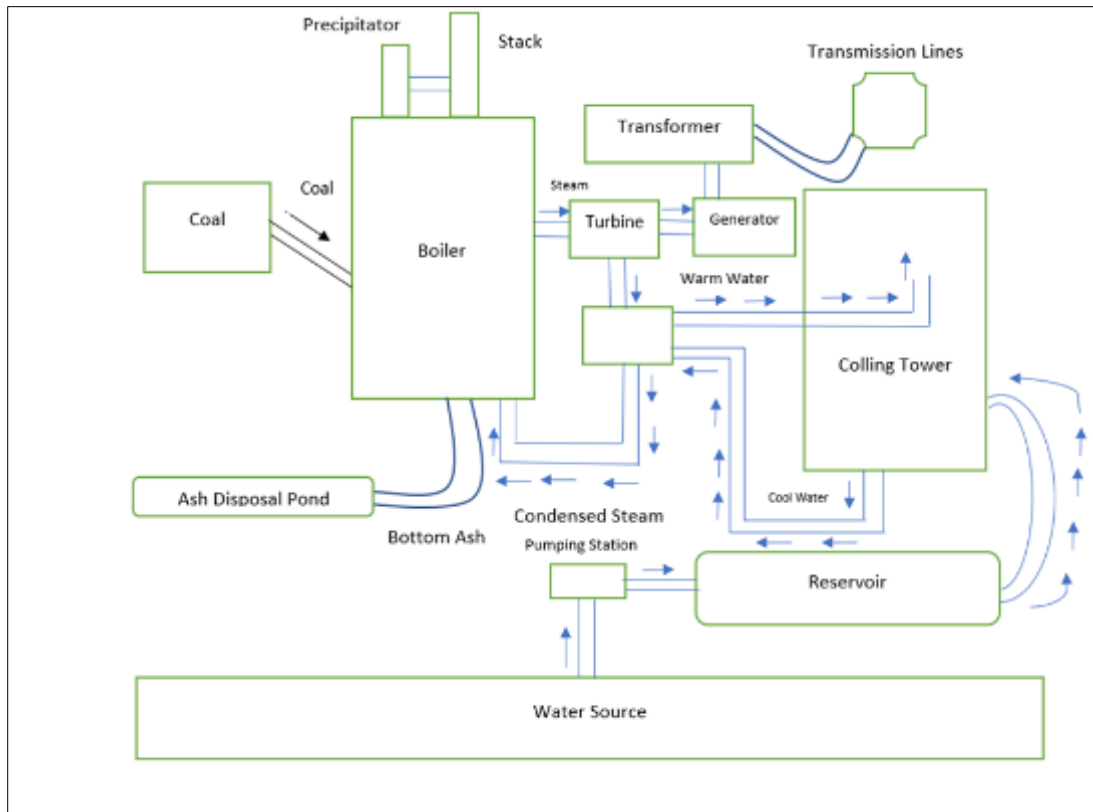 Precipitator
Stack
Transmission Lines
Transformer
Coal
Coal
Steam
Turbine
Generator
Boiler
Warm Water
Colling Tower
Ash Disposal Pond
Cool Water
Condensed Steam
Bottom Ash
Pumping Station
Reservoir
Water Source